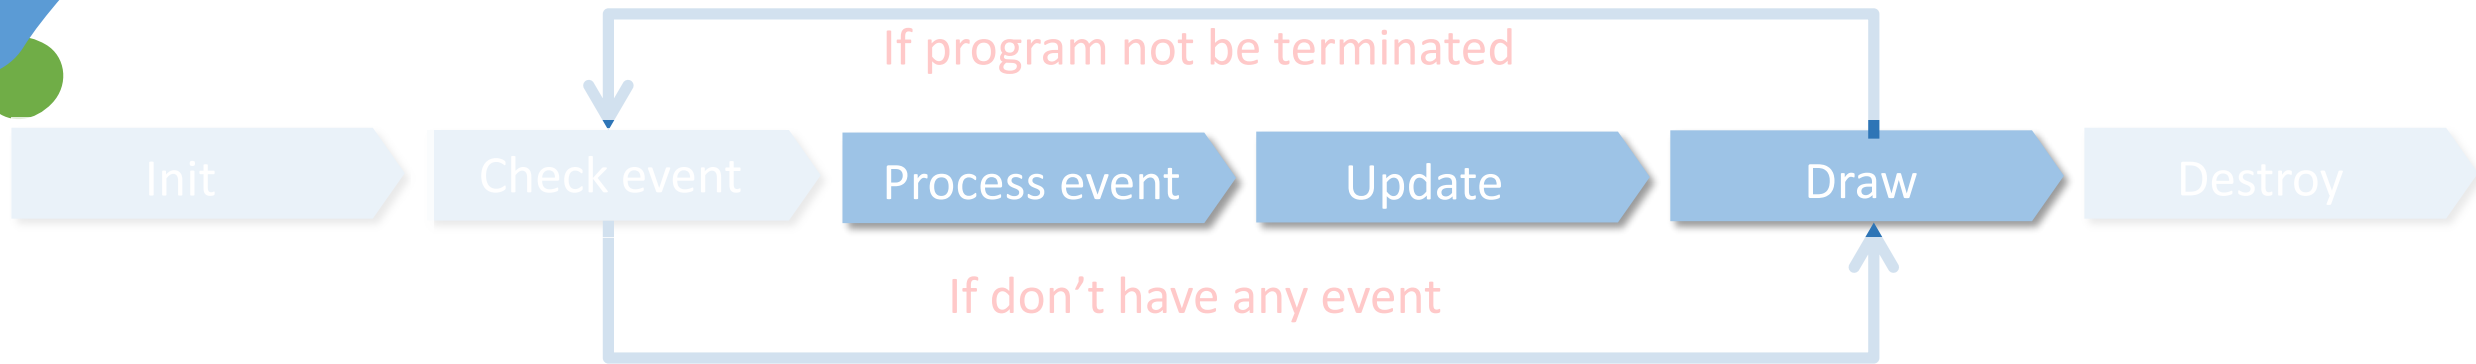 If program not be terminated
Init
Check event
Process event
Update
Draw
Destroy
If don’t have any event